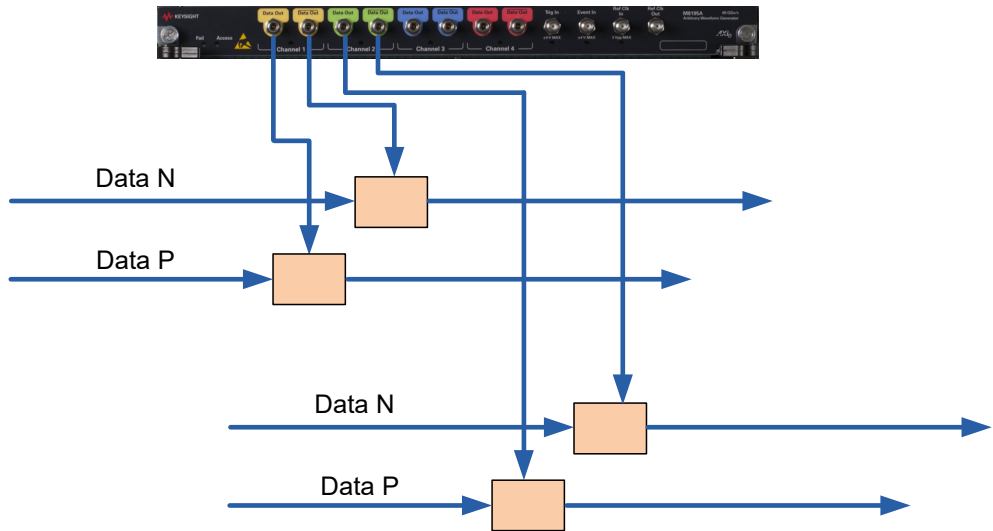 KEYSIGHT
Fail Access
Data Out Data Out Data Out Data Out Data Out Data Out Data Out Data Out
Channel 1 Channel 2 Channel 3 Channel 4
Trig In Event In Ref Clk In Ref Clk Out
M8195A
Arbitrary Waveform Generator
AXIe
Data N
Data P
Data N
Data P